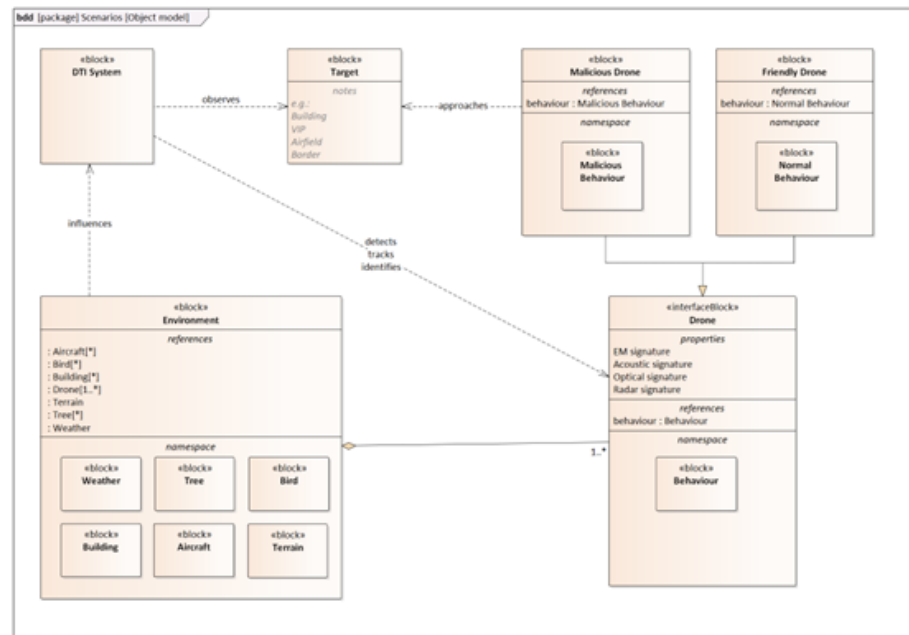 bdd [package] Scenarios [Object model]
«block»
DTI System
«block»
Target
notes
e.g.:
Building
VIP
Airfield
Border
«block»
Malicious Drone
references
behaviour : Malicious Behaviour
namespace
«block»
Malicious
Behaviour
«block»
Friendly Drone
references
behaviour : Normal Behaviour
namespace
«block»
Normal
Behaviour
observes
approaches
influences
detects
tracks
identifies
«block»
Environment
references
: Aircraft[*]
: Bird[*]
: Building[*]
: Drone[1..*]
: Terrain
: Tree[*]
: Weather
namespace
«block»
Weather
«block»
Tree
«block»
Bird
«block»
Building
«block»
Aircraft
«block»
Terrain
1..*
«interfaceBlock»
Drone
properties
EM signature
Acoustic signature
Optical signature
Radar signature
references
behaviour : Behaviour
namespace
«block»
Behaviour